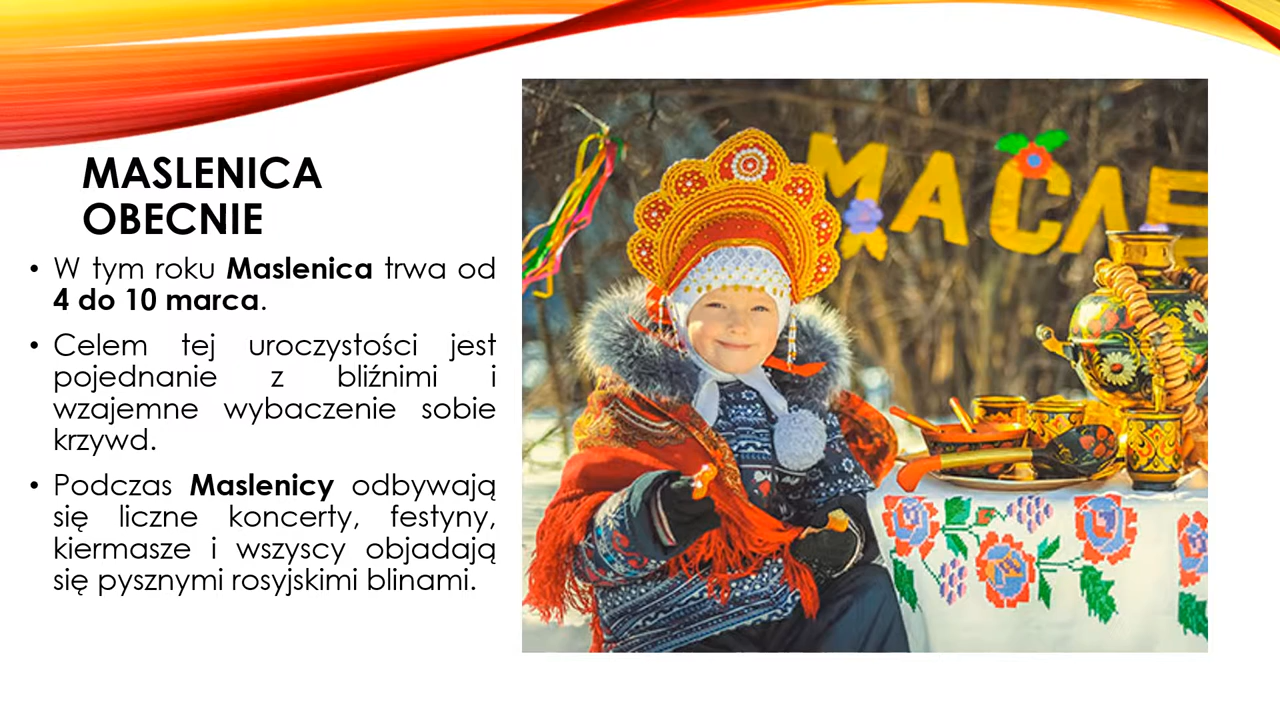 MASLENICA
OBECNIE
• W tym roku Maslenica trwa od
4 do 10 marca.
• Celem tej uroczystości jest
pojednanie z bliźnimi i
wzajemne wybaczenie sobie
krzywd.
• Podczas Maslenicy odbywają
się liczne koncerty, festyny,
kiermasze i wszyscy objadają
się pysznymi rosyjskimi blinami.
МАСЛЕ